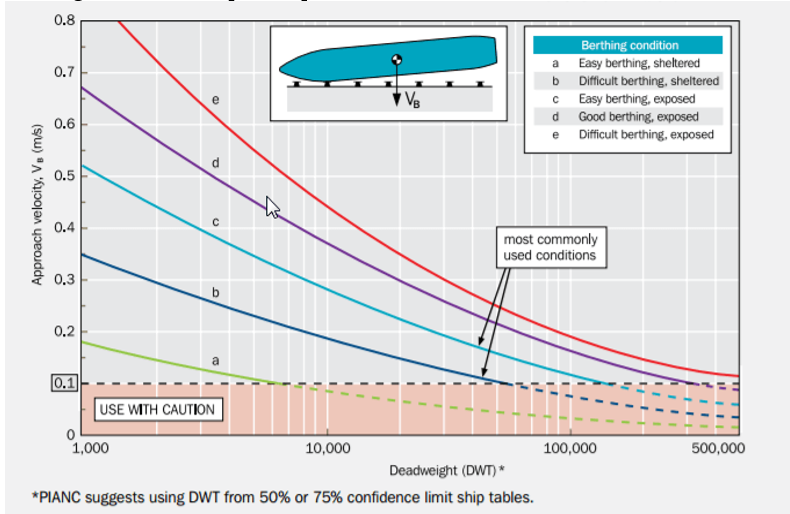 0.8
0.7
0.6
0.5
0.4
0.3
0.2
0.1
0
Approach velocity, V B (m/s)
V B
Berthing condition
a Easy berthing, sheltered
b Difficult berthing, sheltered
c Easy berthing, exposed
d Good berthing, exposed
e Difficult berthing, exposed
e
d
c
b
a
most commonly
used conditions
USE WITH CAUTION
1,000 10,000 100,000 500,000
Deadweight (DWT) *
*PIANC suggests using DWT from 50% or 75% confidence limit ship tables.